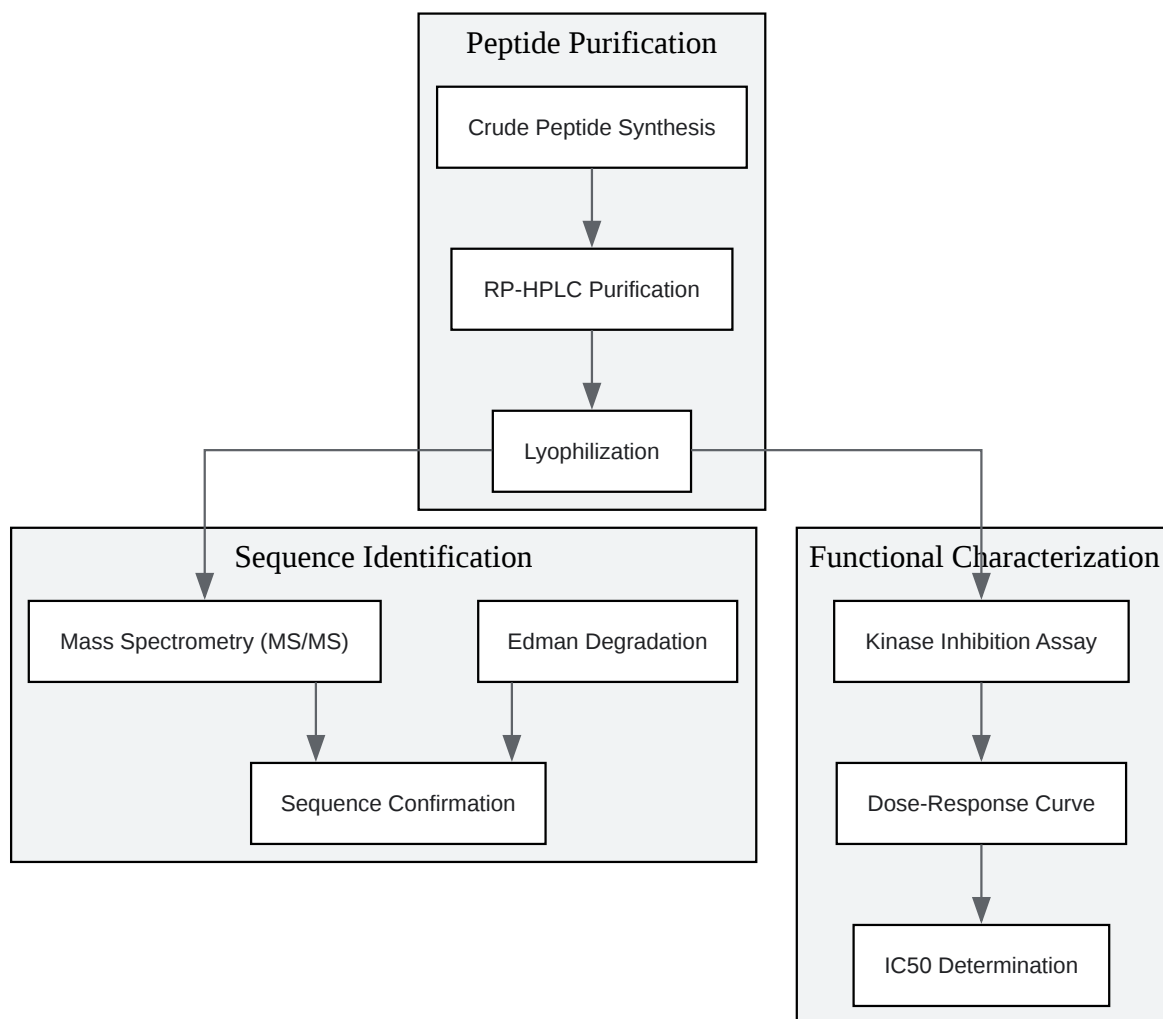 Peptide Purification
Crude Peptide Synthesis
RP-HPLC Purification
Lyophilization
Sequence Identification
Mass Spectrometry (MS/MS)
Edman Degradation
Sequence Confirmation
Functional Characterization
Kinase Inhibition Assay
Dose-Response Curve
IC50 Determination